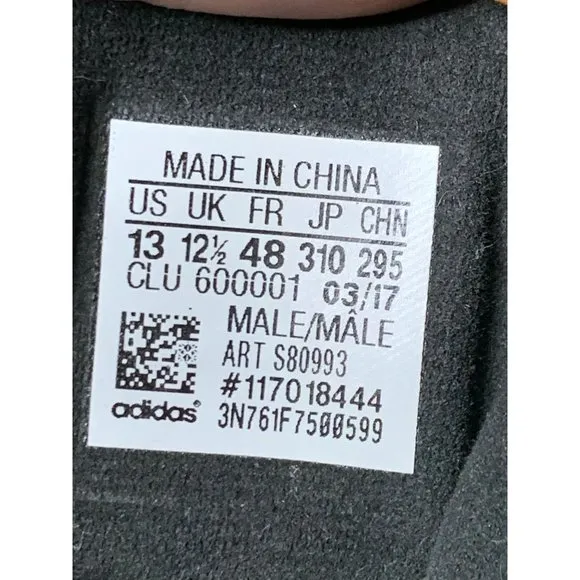 MADE IN CHINA
US UK FR JP CHN
13 12½ 48 310 295
CLU 600001 03/17
MALE/MÂLE
ART S80993
#117018444
adidas® 3N761F7500599